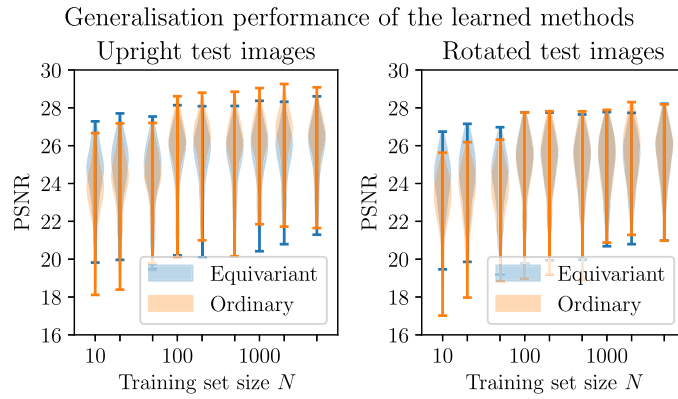 Generalisation performance of the learned methods
Upright test images
Rotated test images
30
28
26
24
22
20
18
16
PSNR
10
100
1000
Training set size N
Equivariant
Ordinary
30
28
26
24
22
20
18
16
PSNR
10
100
1000
Training set size N
Equivariant
Ordinary